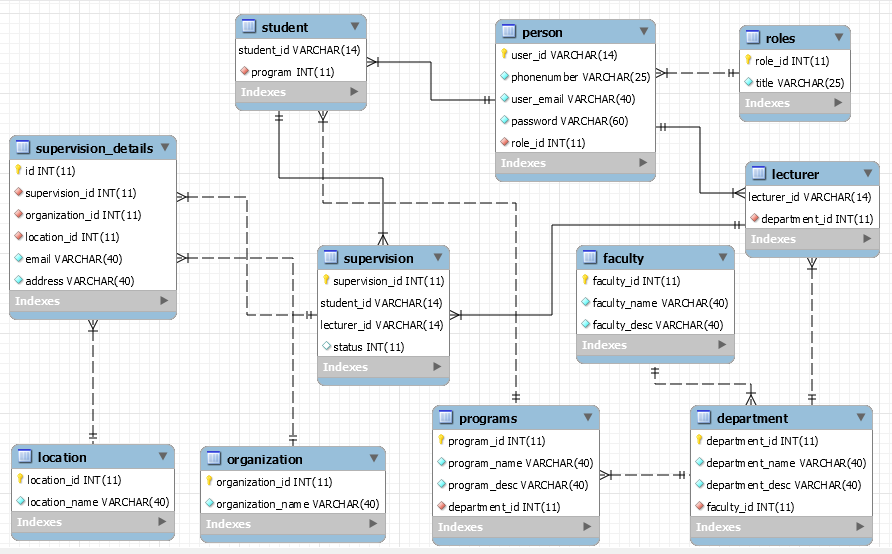 student
student_id VARCHAR(14)
program INT(11)
Indexes
person
user_id VARCHAR(14)
phonenumber VARCHAR(25)
user_email VARCHAR(40)
password VARCHAR(60)
role_id INT(11)
Indexes
roles
role_id INT(11)
title VARCHAR(25)
Indexes
supervision_details
id INT(11)
supervision_id INT(11)
organization_id INT(11)
location_id INT(11)
email VARCHAR(40)
address VARCHAR(40)
Indexes
lecturer
lecturer_id VARCHAR(14)
department_id INT(11)
Indexes
supervision
supervision_id INT(11)
student_id VARCHAR(14)
lecturer_id VARCHAR(14)
status INT(11)
Indexes
faculty
faculty_id INT(11)
faculty_name VARCHAR(40)
faculty_desc VARCHAR(40)
Indexes
location
location_id INT(11)
location_name VARCHAR(40)
Indexes
organization
organization_id INT(11)
organization_name VARCHAR(40)
Indexes
programs
program_id INT(11)
program_name VARCHAR(40)
program_desc VARCHAR(40)
department_id INT(11)
Indexes
department
department_id INT(11)
department_name VARCHAR(40)
department_desc VARCHAR(40)
faculty_id INT(11)
Indexes